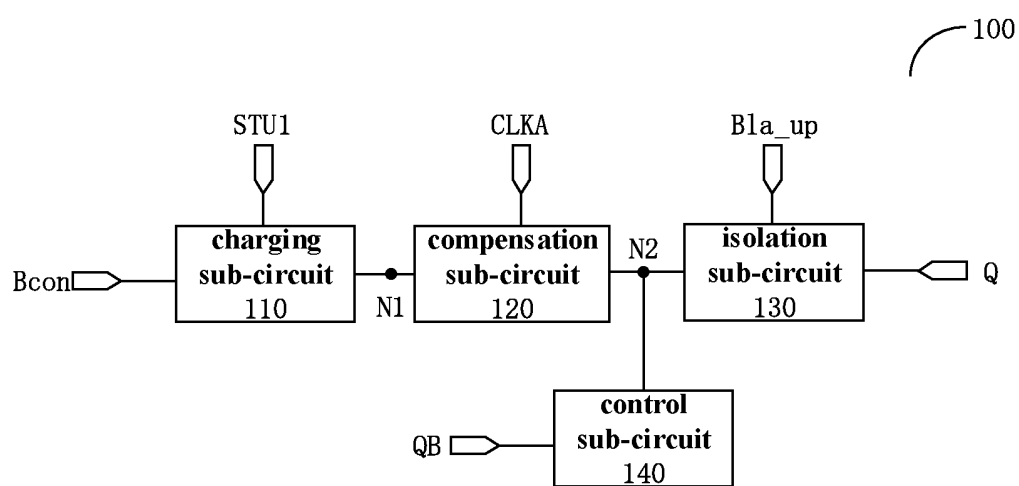 100
STU1
CLKA
Bla_up
charging
sub-circuit
110
compensation
sub-circuit
120
isolation
sub-circuit
130
Bcon
N1
N2
Q
control
sub-circuit
140
QB